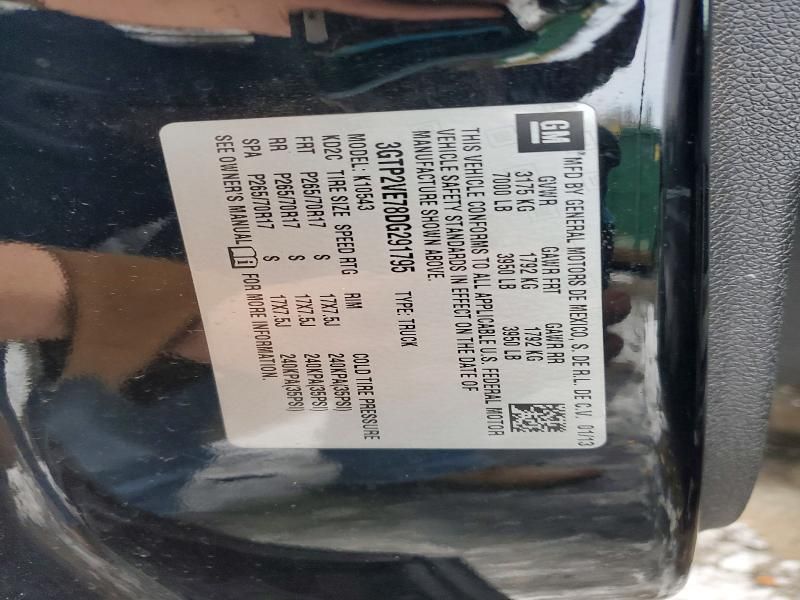 GM MFD BY GENERAL MOTORS DE MEXICO, S. DE R.L. DE C.V. 01/13
GVWR GAWR FRT GAWR RR
3175 KG 1792 KG 1792 KG
7000 LB 3950 LB 3950 LB
THIS VEHICLE CONFORMS TO ALL APPLICABLE U.S. FEDERAL MOTOR
VEHICLE SAFETY STANDARDS IN EFFECT ON THE DATE OF
MANUFACTURE SHOWN ABOVE.
3GTP2VE78DG291795 TYPE: TRUCK
MODEL: K10543
KD2C TIRE SIZE SPEED RTG RIM COLD TIRE PRESSURE
FRT P265/70R17 S 17X7.5J 240KPA(35PSI)
RR P265/70R17 S 17X7.5J 240KPA(35PSI)
SPA P265/70R17 S 17X7.5J 240KPA(35PSI)
SEE OWNER'S MANUAL FOR MORE INFORMATION.